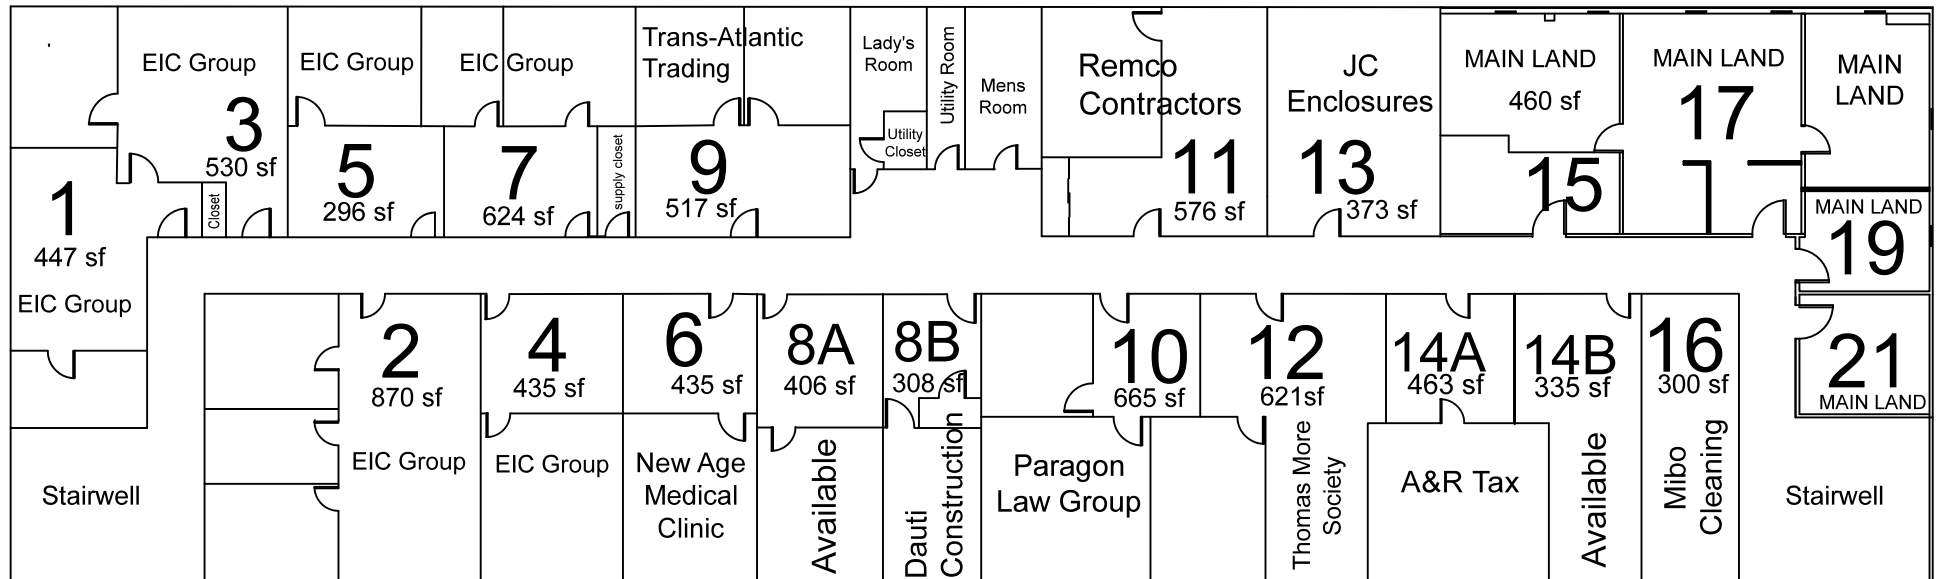 EIC Group
3
530 sf
Closet
1
447 sf
EIC Group
Stairwell
EIC Group
5
296 sf
EIC Group
7
624 sf
supply closet
Trans-Atlantic
Trading
9
517 sf
Lady's
Room
Utility
Closet
Utility Room
Mens
Room
Remco
Contractors
11
576 sf
JC
Enclosures
13
373 sf
MAIN LAND
460 sf
15
MAIN LAND
17
MAIN
LAND
MAIN LAND
19
21
MAIN LAND
2
870 sf
EIC Group
4
435 sf
EIC Group
6
435 sf
New Age
Medical
Clinic
8A
406 sf
Available
8B
308 sf
Dauti
Construction
10
665 sf
Paragon
Law Group
12
621sf
Thomas More
Society
14A
463 sf
A&R Tax
14B
335 sf
Available
16
300 sf
Mibo
Cleaning
Stairwell